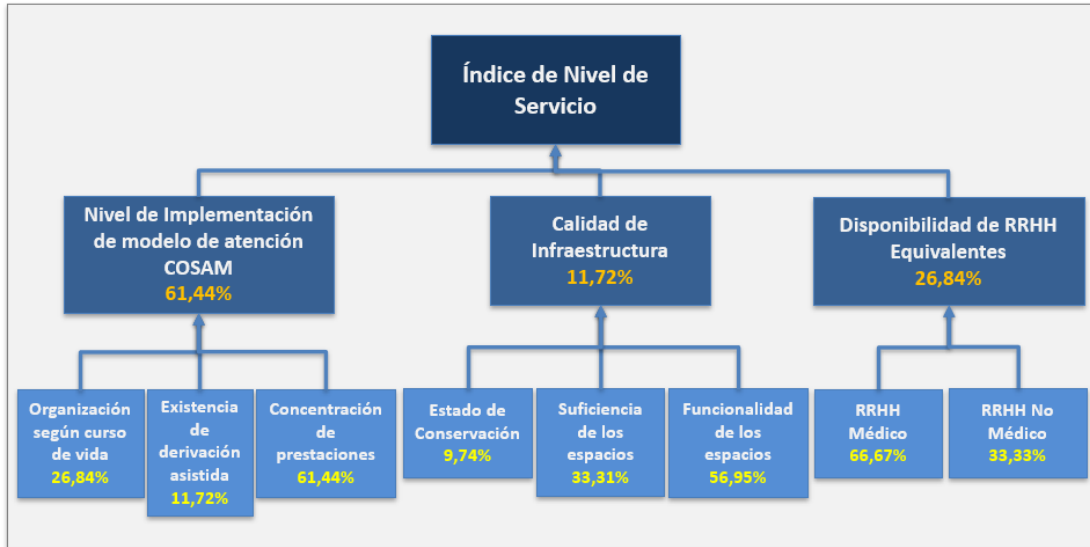 Índice de Nivel de
Servicio
Nivel de Implementación
de modelo de atención
COSAM
61,44%
Calidad de
Infraestructura
11,72%
Disponibilidad de RRHH
Equivalentes
26,84%
Organización
según curso
de vida
26,84%
Existencia
de
derivación
asistida
11,72%
Concentración
de
prestaciones
61,44%
Estado de
Conservación
9,74%
Suficiencia
de los
espacios
33,31%
Funcionalidad de
los
espacios
56,95%
RRHH
Médico
66,67%
RRHH No
Médico
33,33%